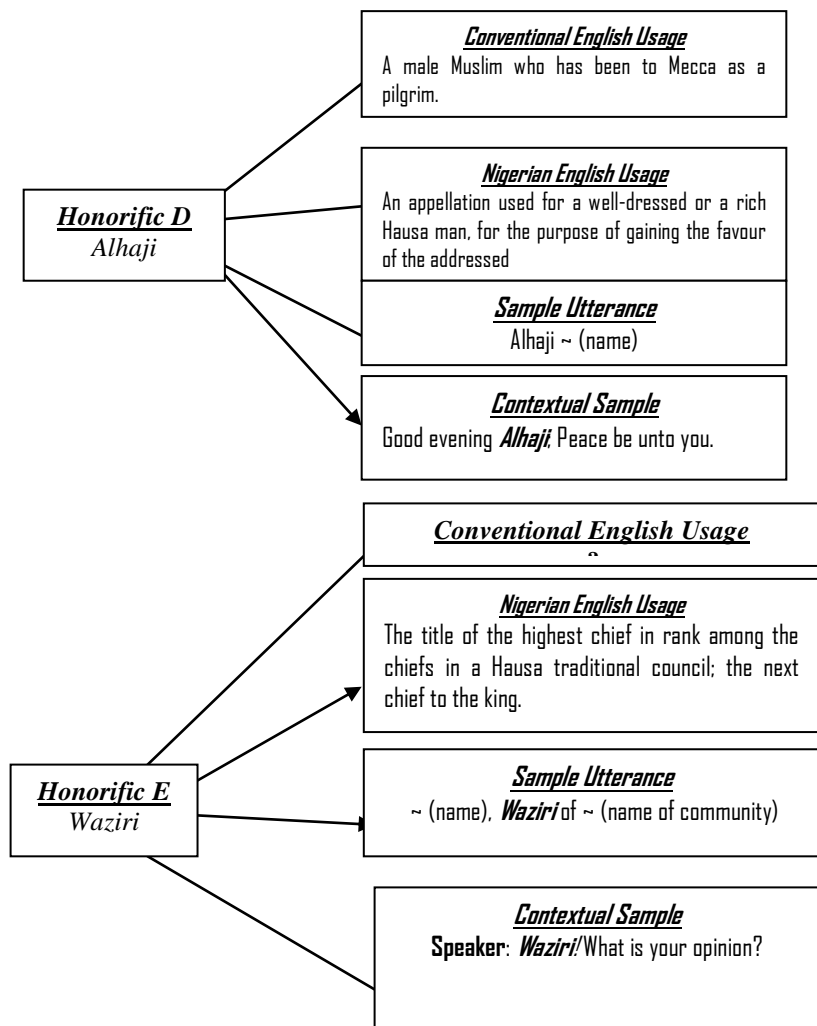 Conventional English Usage
A male Muslim who has been to Mecca as a
pilgrim.
Honorific D
Alhaji
Nigerian English Usage
An appellation used for a well-dressed or a rich
Hausa man, for the purpose of gaining the favour
of the addressed
Sample Utterance
Alhaji ~ (name)
Contextual Sample
Good evening Alhaji; Peace be unto you.
Conventional English Usage
Nigerian English Usage
The title of the highest chief in rank among the
chiefs in a Hausa traditional council; the next
chief to the king.
Honorific E
Waziri
Sample Utterance
~ (name), Waziri of ~ (name of community)
Contextual Sample
Speaker: Waziri! What is your opinion?